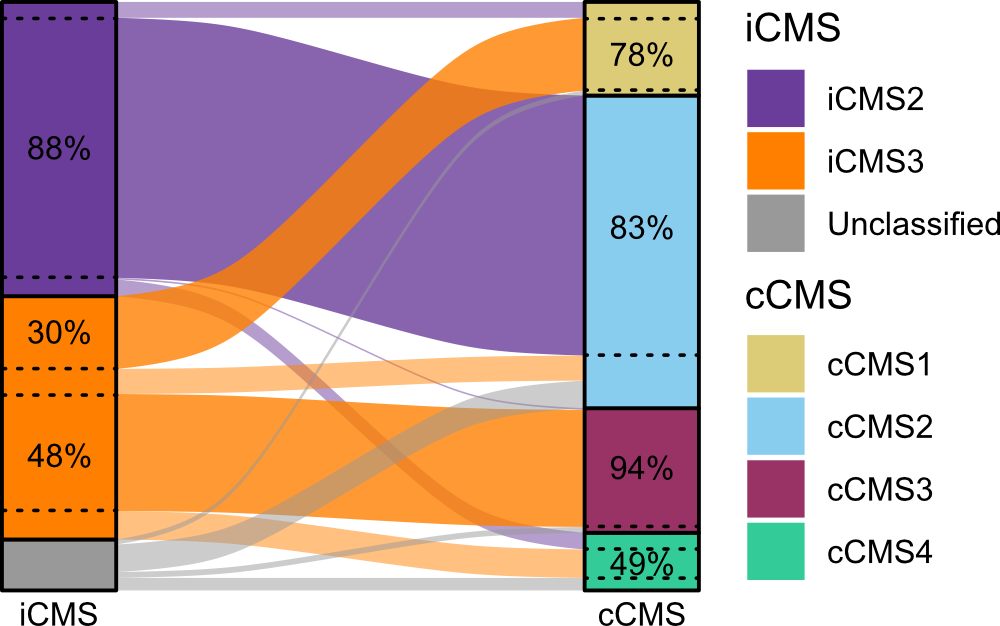 88%
30%
48%
iCMS
78%
83%
94%
49%
cCMS
iCMS
iCMS2
iCMS3
Unclassified
cCMS
cCMS1
cCMS2
cCMS3
cCMS4